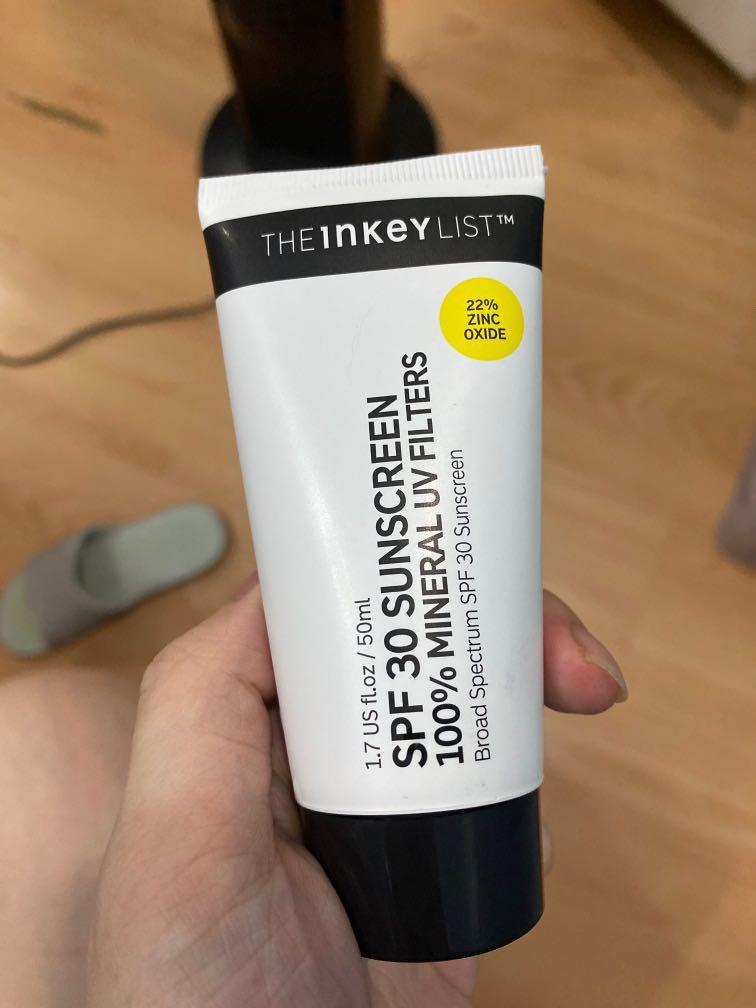 THE INKEY LIST™
22%
ZINC
OXIDE
1.7 US fl.oz / 50ml
SPF 30 SUNSCREEN
100% MINERAL UV FILTERS
Broad Spectrum SPF 30 Sunscreen